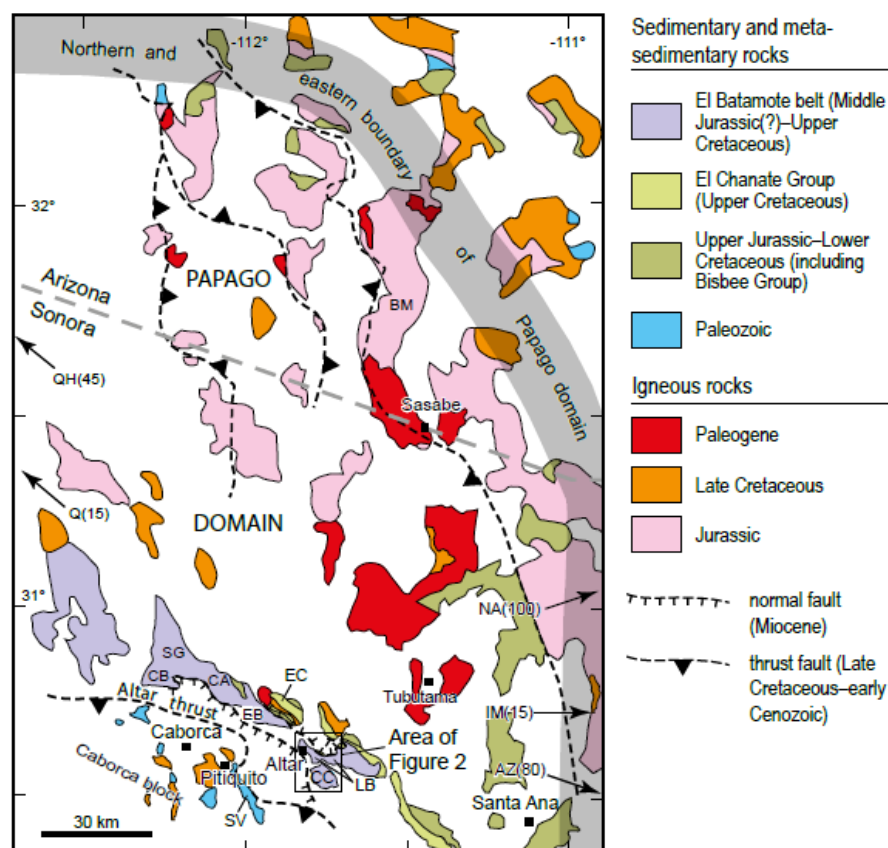 Northern and
-112
-111
eastern boundary
of
Papago domain
32°
PAPAGO
Arizona
Sonora
BM
QH(45)
Sasabe
Q(15)
DOMAIN
31°
NA(100)
SG
CB
CA
EC
EB
Tubutama
Altar thrust
IM(15)
Caborca
Area of
Figure 2
Altar
AZ(80)
Pitiquito
CC
LB
Caborca block
SV
Santa Ana
30 km
Sedimentary and meta-
sedimentary rocks
El Batamote belt (Middle
Jurassic(?)–Upper
Cretaceous)
El Chanate Group
(Upper Cretaceous)
Upper Jurassic–Lower
Cretaceous (including
Bisbee Group)
Paleozoic
Igneous rocks
Paleogene
Late Cretaceous
Jurassic
normal fault
(Miocene)
thrust fault (Late
Cretaceous–early
Cenozoic)